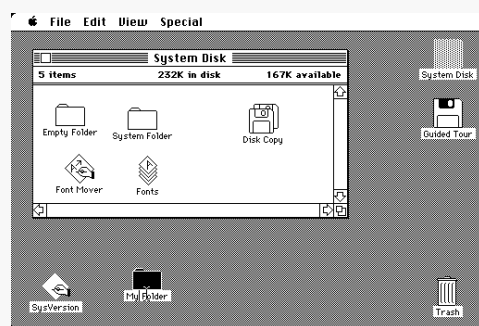 File Edit View Special
System Disk
5 items 232K in disk 167K available
Empty Folder System Folder Disk Copy
Font Mover Fonts
System Disk
Guided Tour
SysVersion My Folder Trash